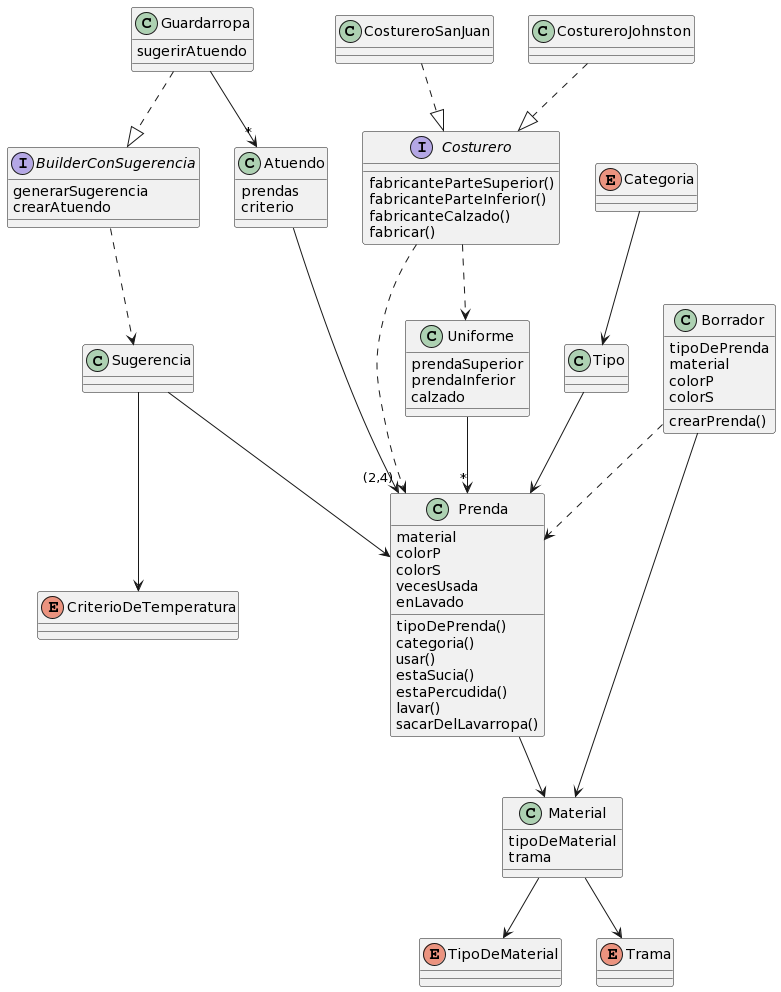 C Guardarropa
sugerirAtuendo
C CostureroSanJuan
C CostureroJohnston
I BuilderConSugerencia
generarSugerencia
crearAtuendo
*
C Atuendo
prendas
criterio
I Costurero
fabricanteParteSuperior()
fabricanteParteInferior()
fabricanteCalzado()
fabricar()
E Categoria
C Sugerencia
C Uniforme
prendaSuperior
prendaInferior
calzado
C Tipo
C Borrador
tipoDePrenda
material
colorP
colorS
crearPrenda()
(2,4)
*
C Prenda
material
colorP
colorS
vecesUsada
enLavado
tipoDePrenda()
categoria()
usar()
estaSucia()
estaPercudida()
lavar()
sacarDelLavarropa()
E CriterioDeTemperatura
C Material
tipoDeMaterial
trama
E TipoDeMaterial
E Trama